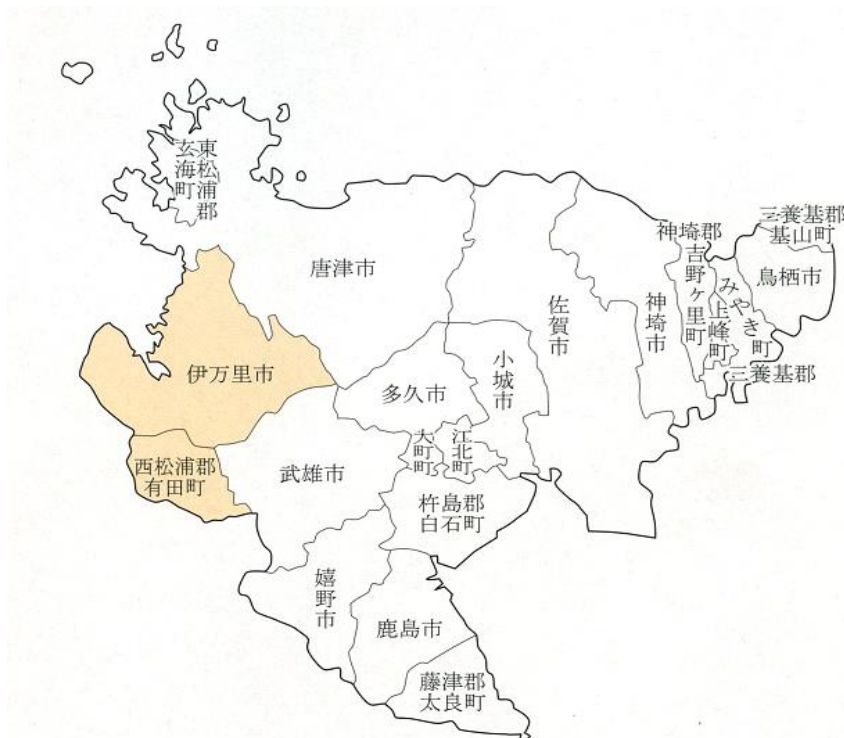 東松浦郡
玄海町
唐津市
伊万里市
西松浦郡
有田町
武雄市
多久市
小城市
大町町
江北町
杵島郡
白石町
嬉野市
鹿島市
藤津郡
太良町
佐賀市
神埼市
神埼郡
吉野ヶ里町
上峰町
みやき町
三養基郡
三養基郡
基山町
鳥栖市